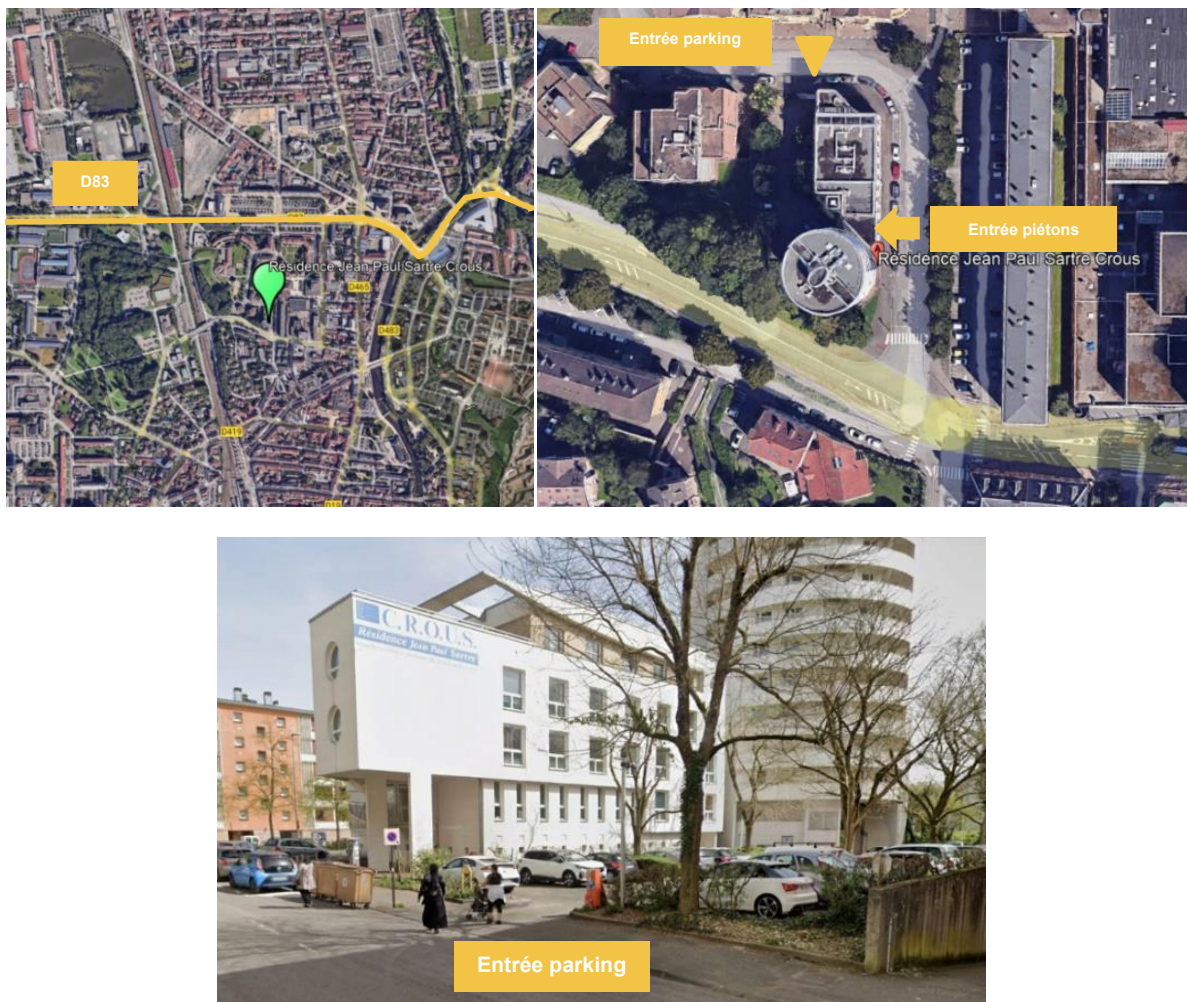 D83
Résidence Jean Paul Sartre Crous
D465
D483
D419
Entrée parking
Entrée piétons
Résidence Jean Paul Sartre Crous
C.R.O.U.S.
Résidence Jean Paul Sartre
Entrée parking